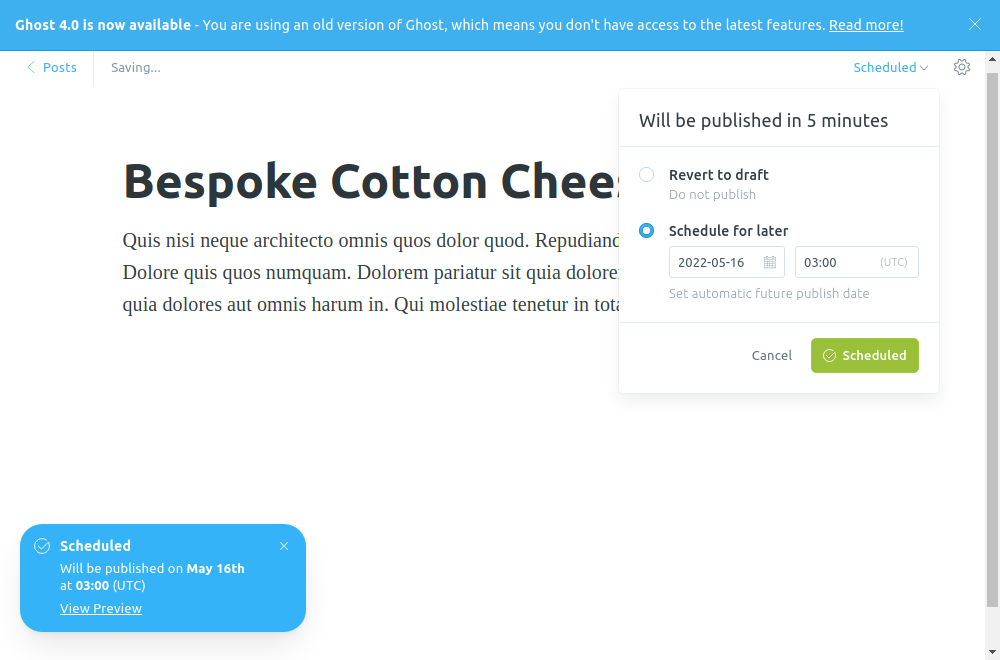 Ghost 4.0 is now available - You are using an old version of Ghost, which means you don't have access to the latest features. Read more!
Posts
Saving...
Scheduled
Will be published in 5 minutes
Bespoke Cotton Chees
Quis nisi neque architecto omnis quos dolor quod. Repudiand
Dolore quis quos numquam. Dolorem pariatur sit quia dolore
quia dolores aut omnis harum in. Qui molestiae tenetur in tota
Revert to draft
Do not publish
Schedule for later
2022-05-16
03:00 (UTC)
Set automatic future publish date
Cancel
Scheduled
Scheduled
Will be published on May 16th
at 03:00 (UTC)
View Preview